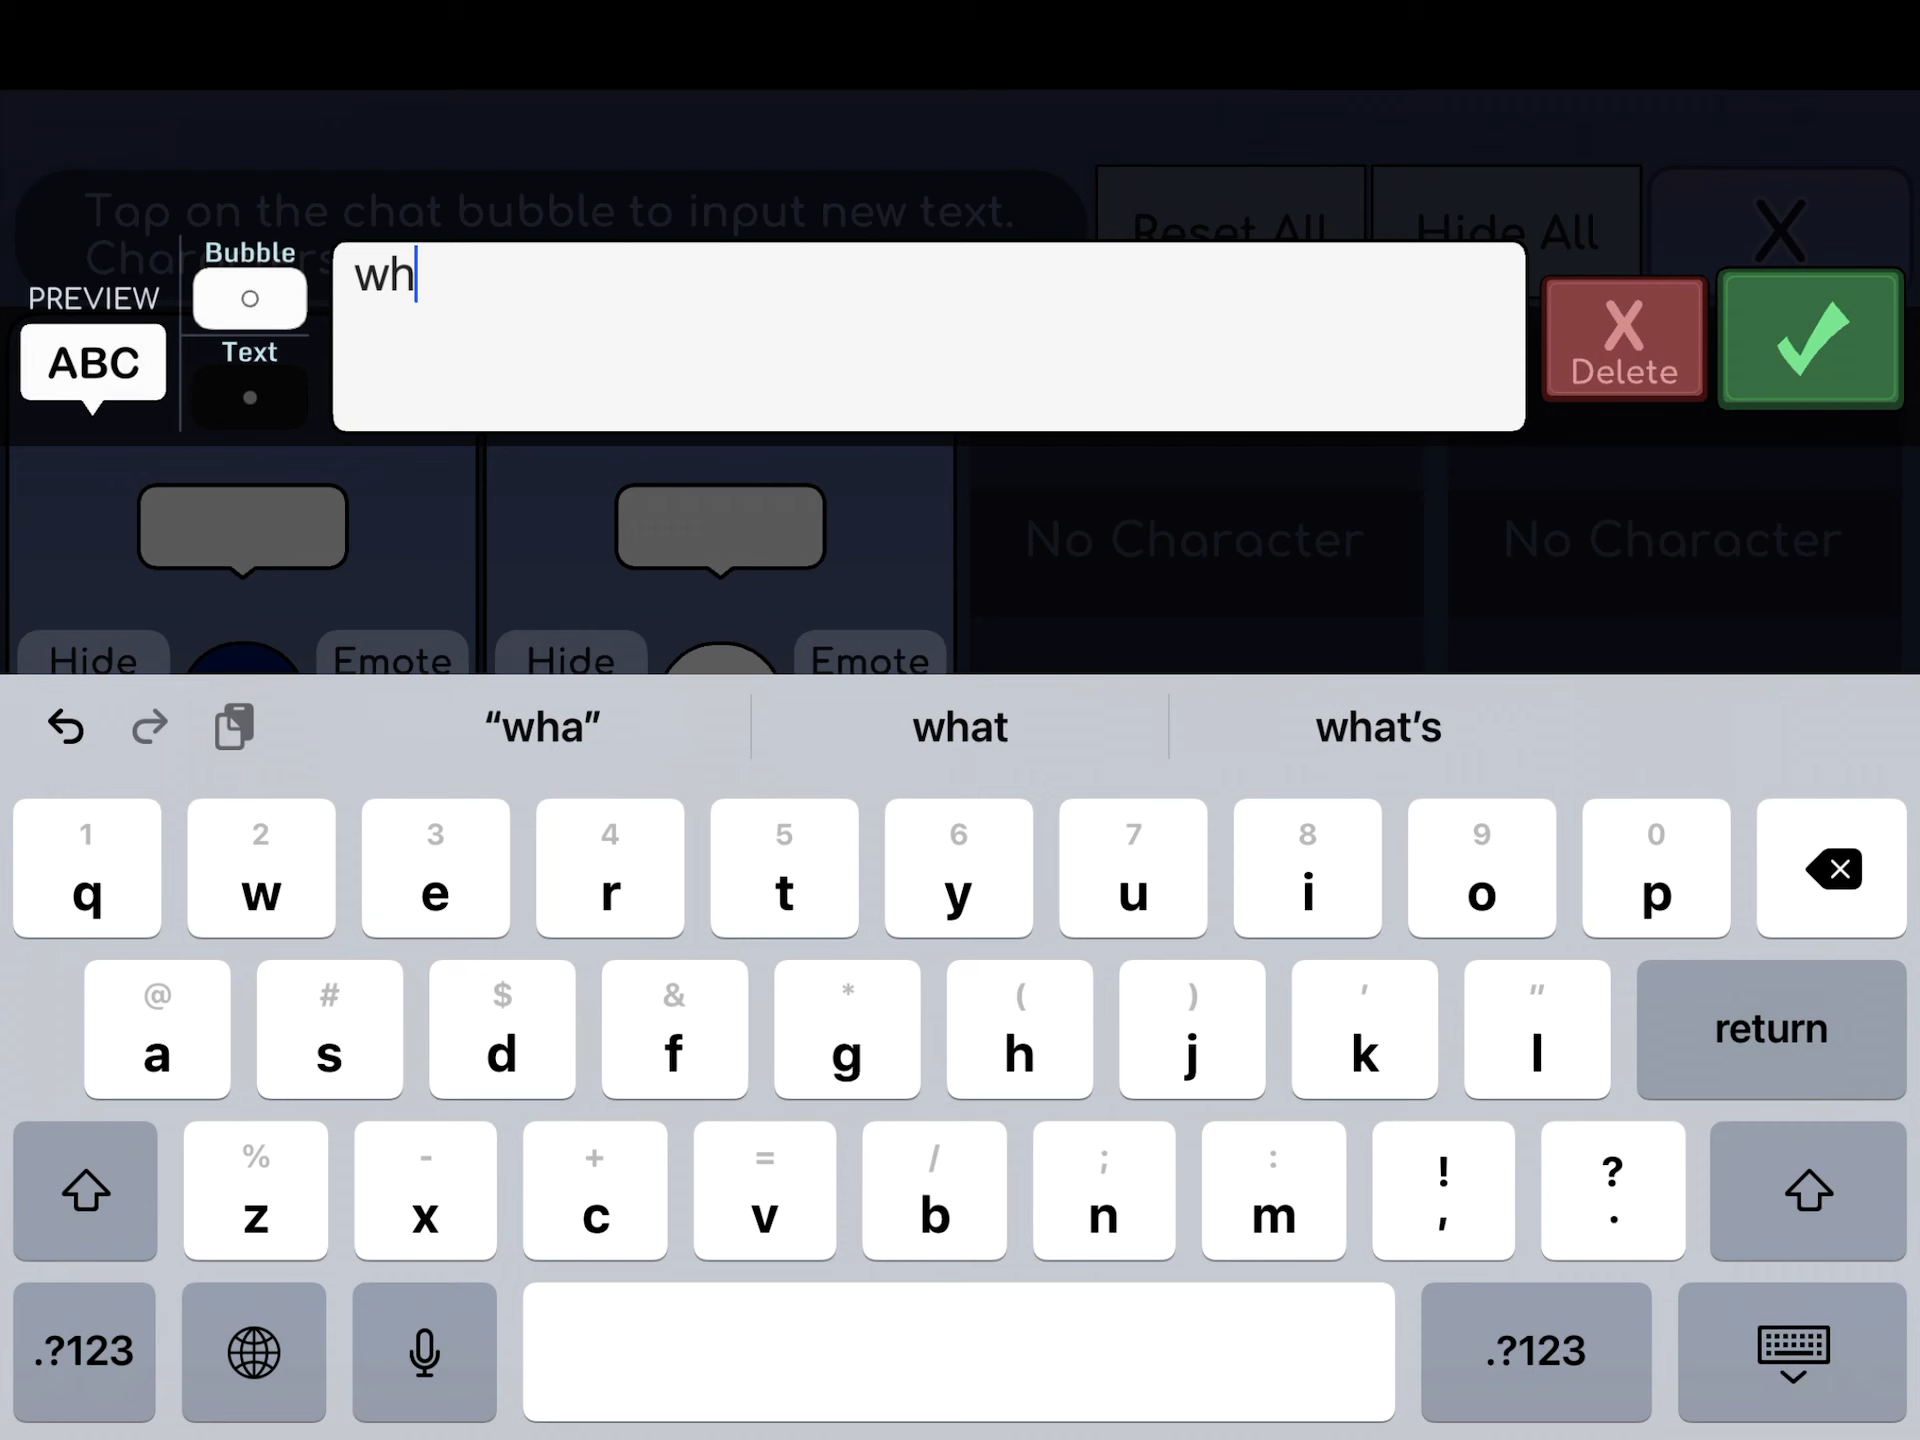 Tap on the chat bubble to input new text.
Reset All
Hide All
X
Characters
Bubble
PREVIEW
ABC
Text
wh
X
Delete
No Character
No Character
Hide
Emote
Hide
Emote
“wha”
what
what’s
1 2 3 4 5 6 7 8 9 0
q w e r t y u i o p
@ # $ & * ( ) ' "
a s d f g h j k l
return
% - + = / ; : ! ?
z x c v b n m , .
.?123
.?123